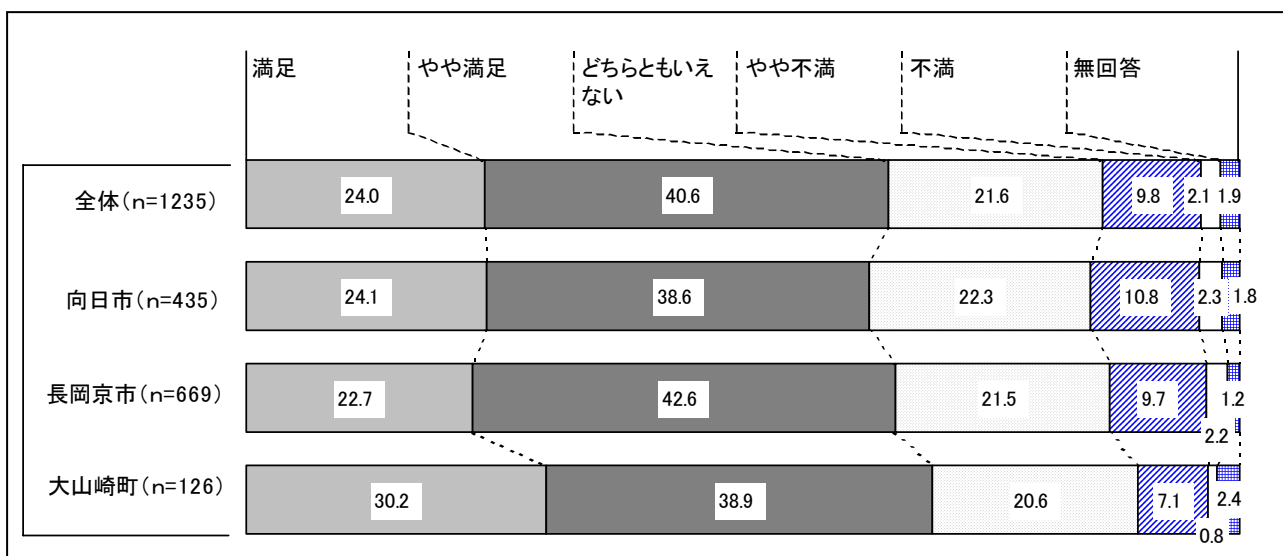 満足
やや満足
どちらともいえ
ない
やや不満
不満
無回答
全体(n=1235)
24.0
40.6
21.6
9.8
2.1
1.9
向日市(n=435)
24.1
38.6
22.3
10.8
2.3
1.8
長岡京市(n=669)
22.7
42.6
21.5
9.7
2.2
1.2
大山崎町(n=126)
30.2
38.9
20.6
7.1
0.8
2.4